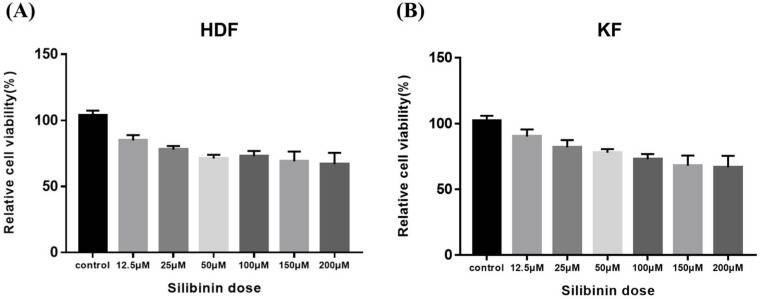 (A)
HDF
Relative cell viability(%)
150
100
50
0
control 12.5μM 25μM 50μM 100μM 150μM 200μM
Silibinin dose
(B)
KF
Relative cell viability(%)
150
100
50
0
control 12.5μM 25μM 50μM 100μM 150μM 200μM
Silibinin dose